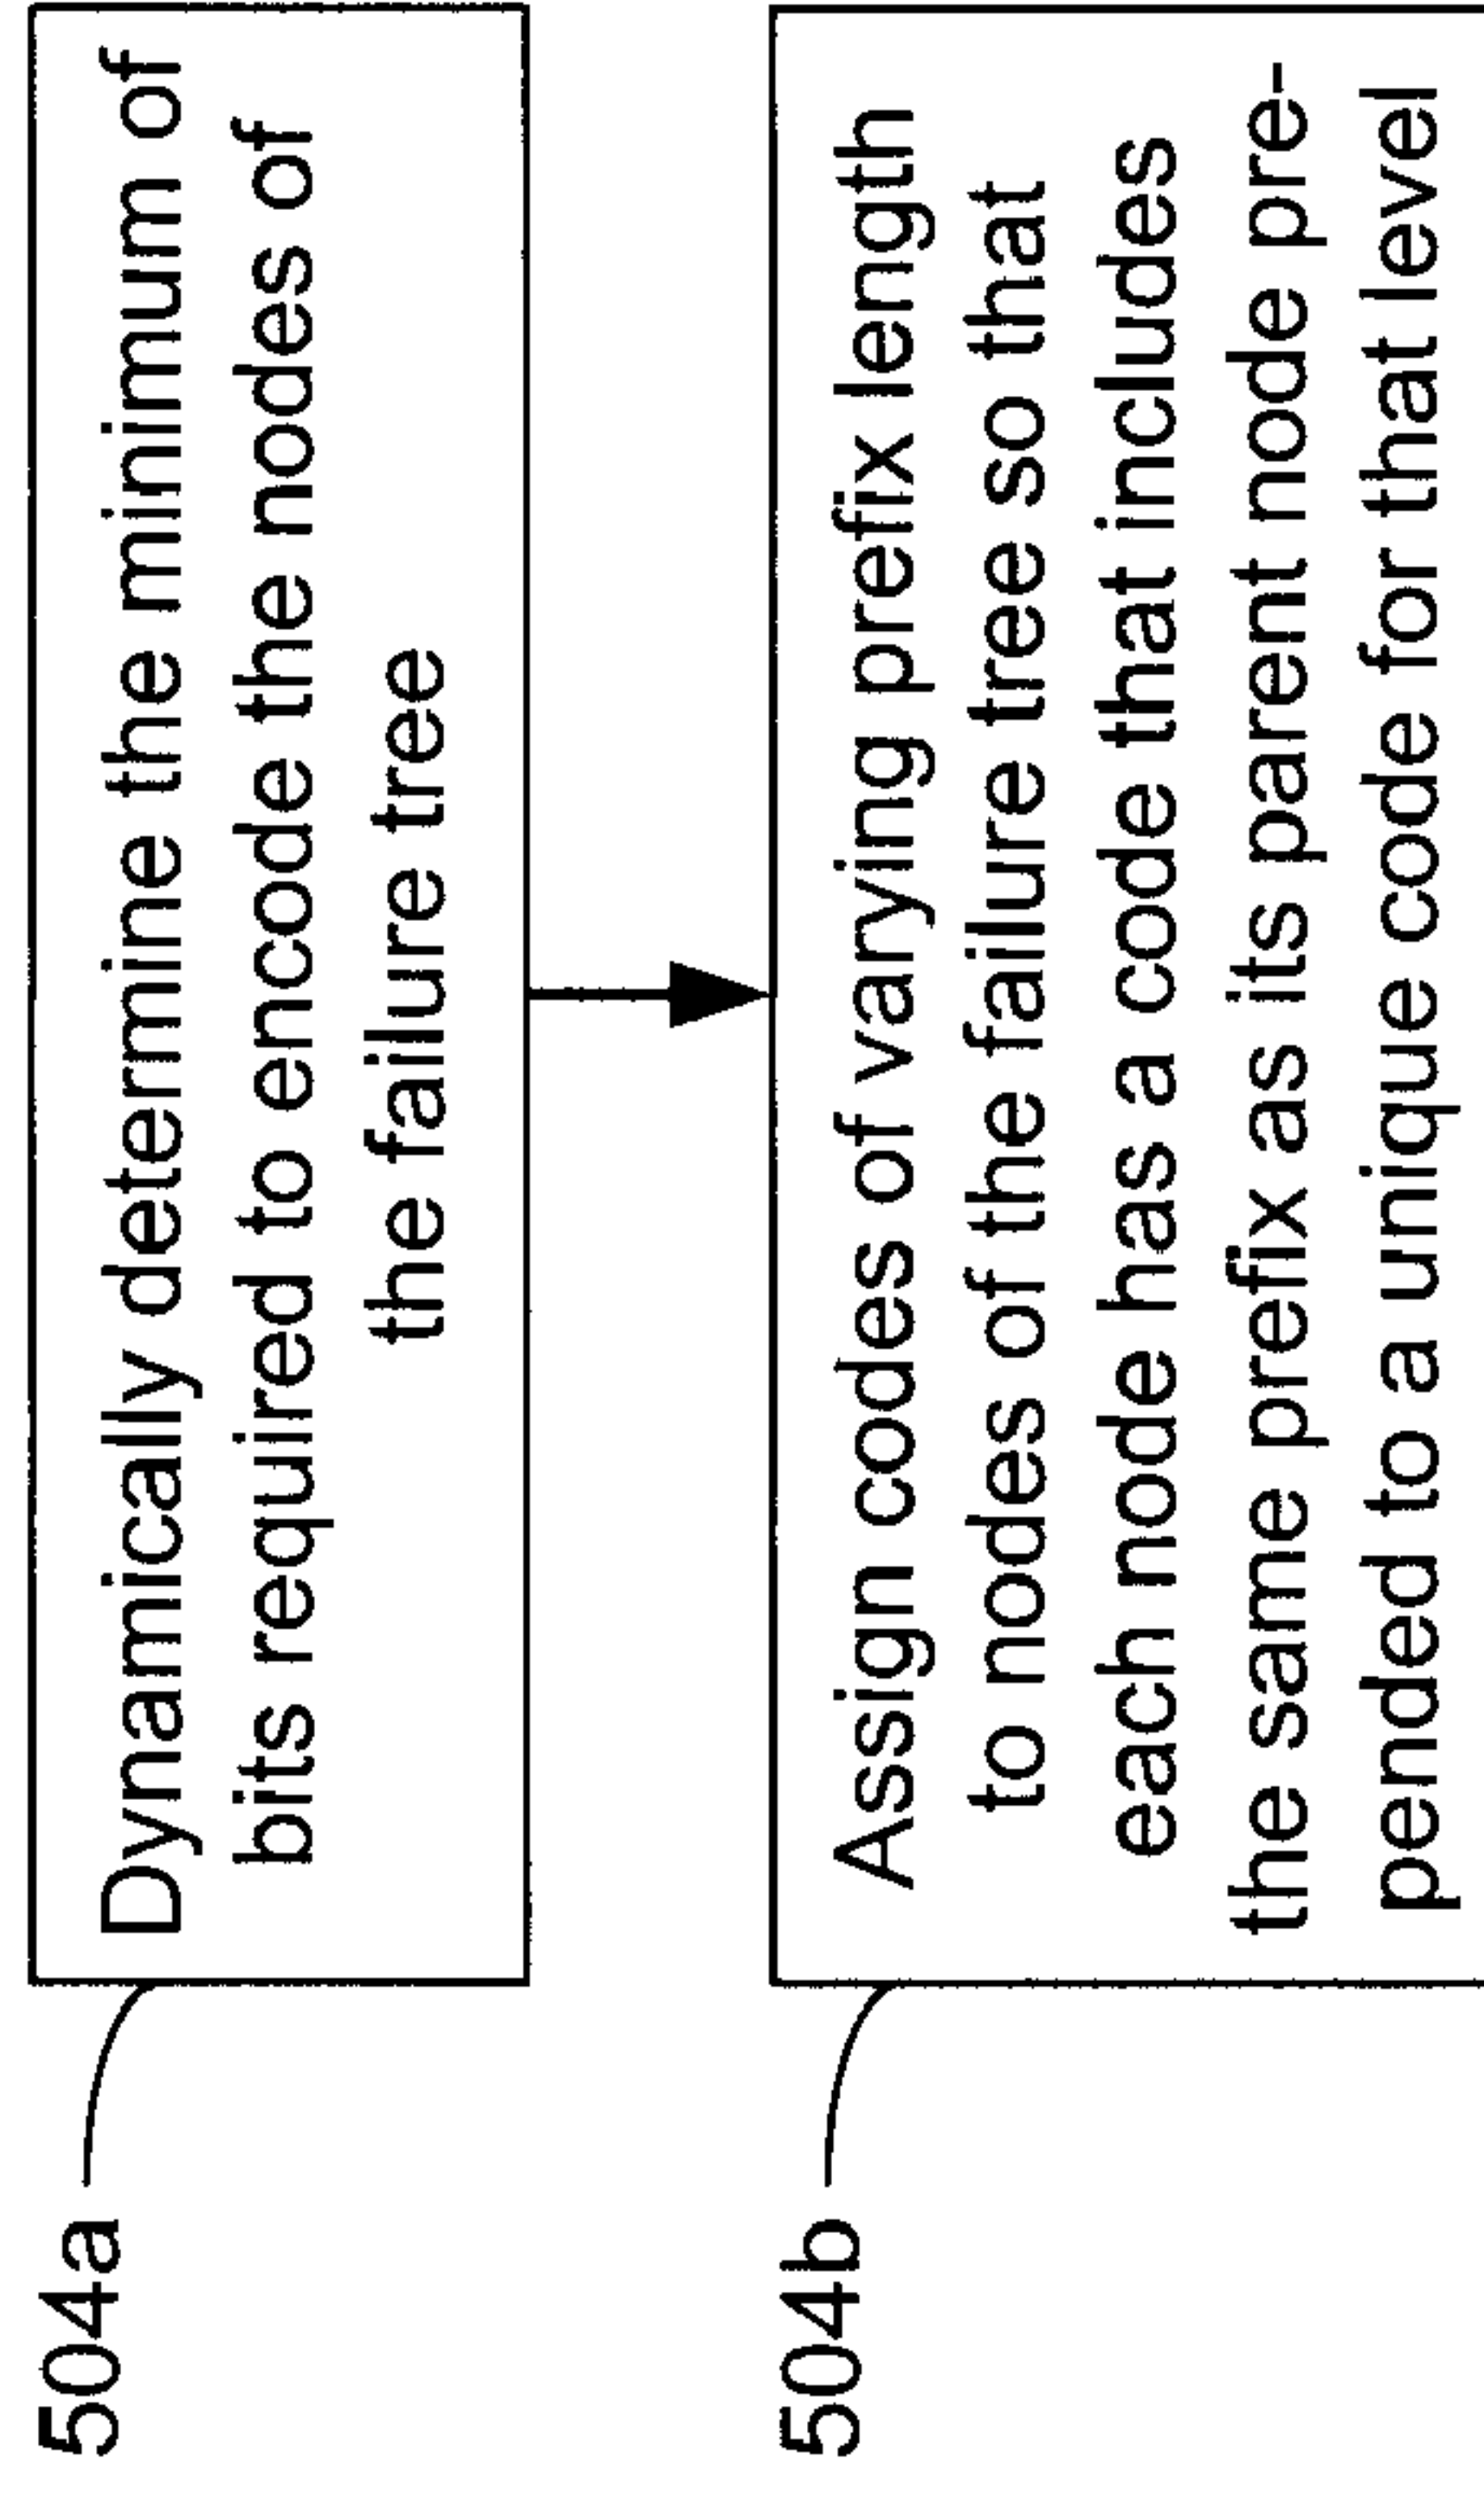 504a
Dynamically determine the minimum of
bits required to encode the nodes of
the failure tree
504b
Assign codes of varying prefix length
to nodes of the failure tree so that
each node has a code that includes
the same prefix as its parent node pre-
pended to a unique code for that level